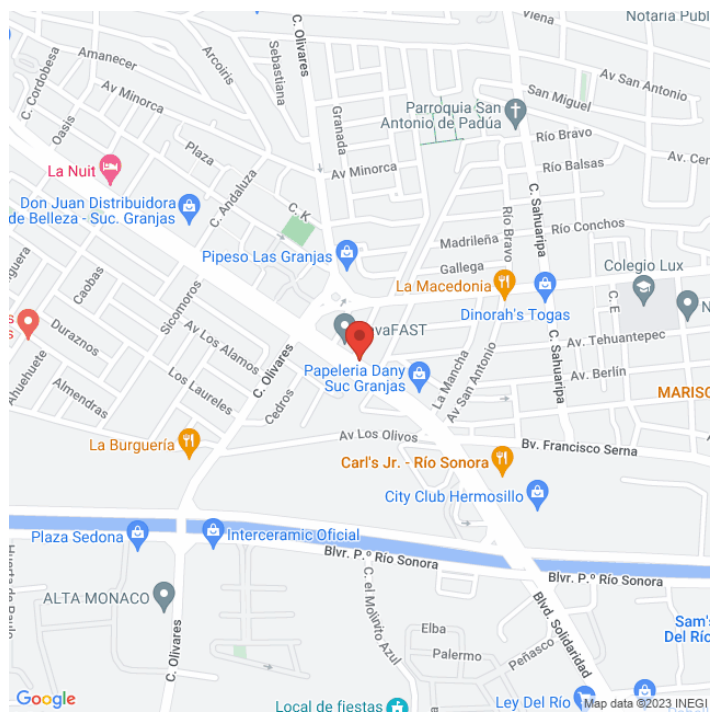 Viena
Notaria Públ
Amanecer
Arcoiris
Sebastiana
C. Olivares
C. Cordobesa
Av San Antonio
San Miguel
Av Minorca
Oasis
Granada
Parroquia San
Antonio de Padúa
Río Bravo
Plaza
Av Minorca
Río Balsas
Av. Cer
La Nuit
C. Andaluza
C. K
C. Sahuaripa
Don Juan Distribuidora
de Belleza - Suc. Granjas
Río Bravo
Río Conchos
Madrileña
Pipeso Las Granjas
Gallega
Colegio Lux
Caobas
Sicomoros
La Macedonia
C. E
Dinorah's Togas
N
Duraznos
Av Los Alamos
vaFAST
Av. Tehuantepec
Ahuehuete
C. Olivares
Papeleria Dany
Suc Granjas
La Mancha
Av San Antonio
C. Sahuaripa
Av Berlin
Almendras
Los Laureles
Cedros
MARISC
La Burguería
Av Los Olivos
Bv. Francisco Serna
Carl's Jr. - Río Sonora
City Club Hermosillo
Plaza Sedona
Interceramic Oficial
Blvr. P.º Río Sonora
Blvr. P.º Río Sonora
ALTA MONACO
C. el Molinito Azul
Blvd. Solidaridad
Elba
Palermo
Peñasco
Sam's
Del Río
C. Olivares
Local de fiestas
Ley Del Río
Google
Map data ©2023 INEGI